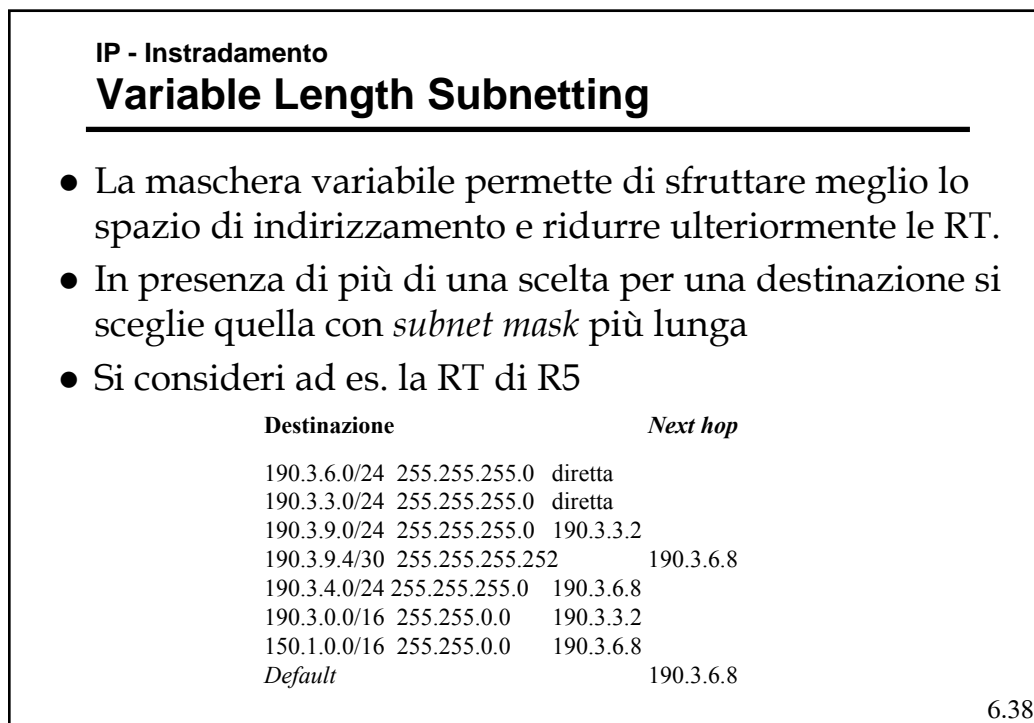 IP - Instradamento
Variable Length Subnetting
● La maschera variabile permette di sfruttare meglio lo
spazio di indirizzamento e ridurre ulteriormente le RT.
● In presenza di più di una scelta per una destinazione si
sceglie quella con subnet mask più lunga
● Si consideri ad es. la RT di R5
Destinazione Next hop
190.3.6.0/24 255.255.255.0 diretta
190.3.3.0/24 255.255.255.0 diretta
190.3.9.0/24 255.255.255.0 190.3.3.2
190.3.9.4/30 255.255.255.252 190.3.6.8
190.3.4.0/24 255.255.255.0 190.3.6.8
190.3.0.0/16 255.255.0.0 190.3.3.2
150.1.0.0/16 255.255.0.0 190.3.6.8
Default 190.3.6.8
6.38